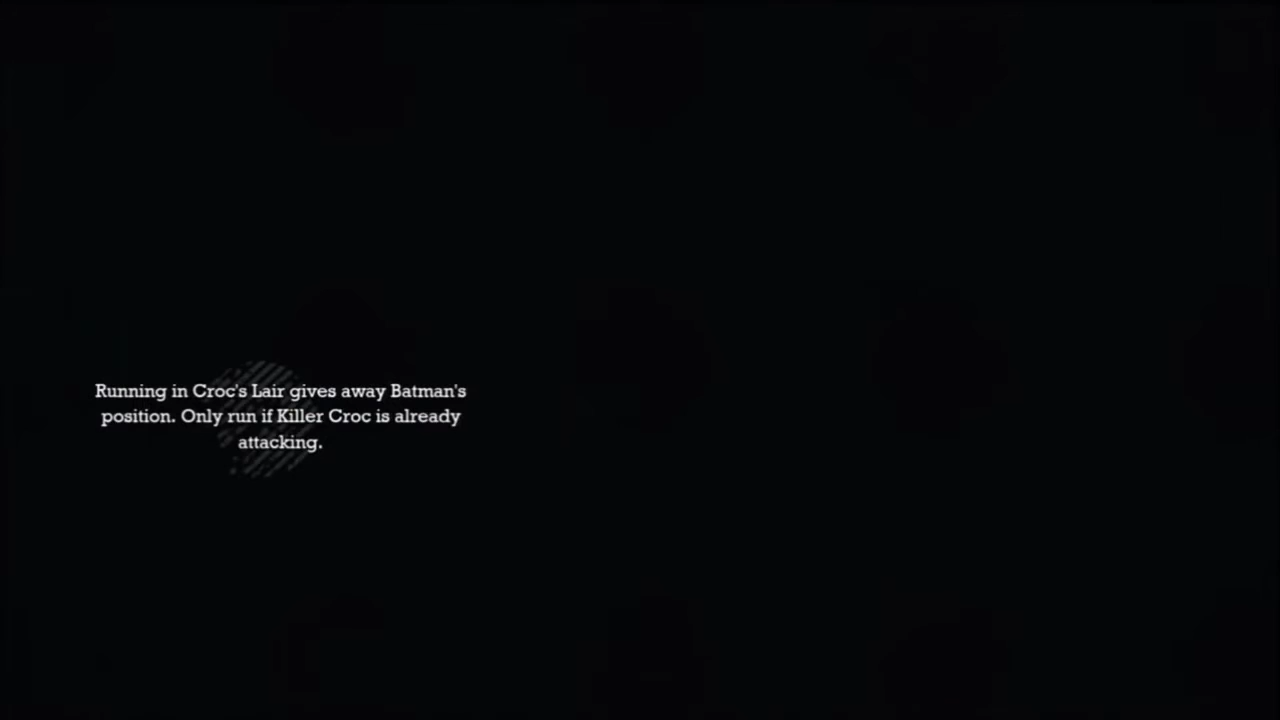 Running in Croc's Lair gives away Batman's
position. Only run if Killer Croc is already
attacking.